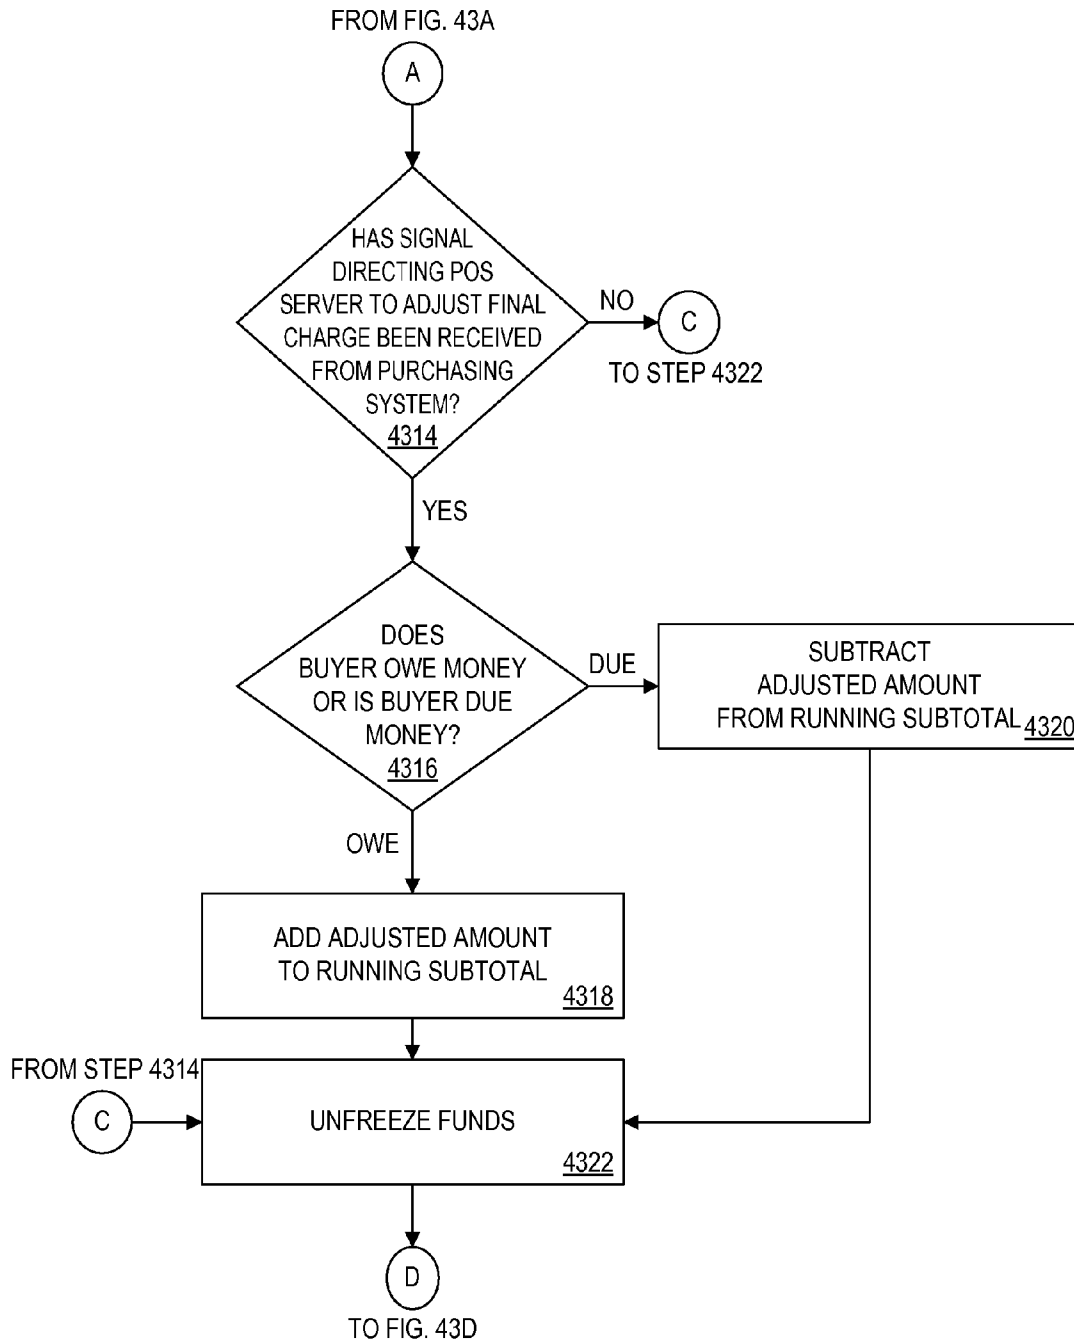 FROM FIG. 43A
A
HAS SIGNAL
DIRECTING POS
SERVER TO ADJUST FINAL
CHARGE BEEN RECEIVED
FROM PURCHASING
SYSTEM?
4314
NO
C
TO STEP 4322
YES
DOES
BUYER OWE MONEY
OR IS BUYER DUE
MONEY?
4316
DUE
SUBTRACT
ADJUSTED AMOUNT
FROM RUNNING SUBTOTAL
4320
OWE
ADD ADJUSTED AMOUNT
TO RUNNING SUBTOTAL
4318
FROM STEP 4314
C
UNFREEZE FUNDS
4322
D
TO FIG. 43D